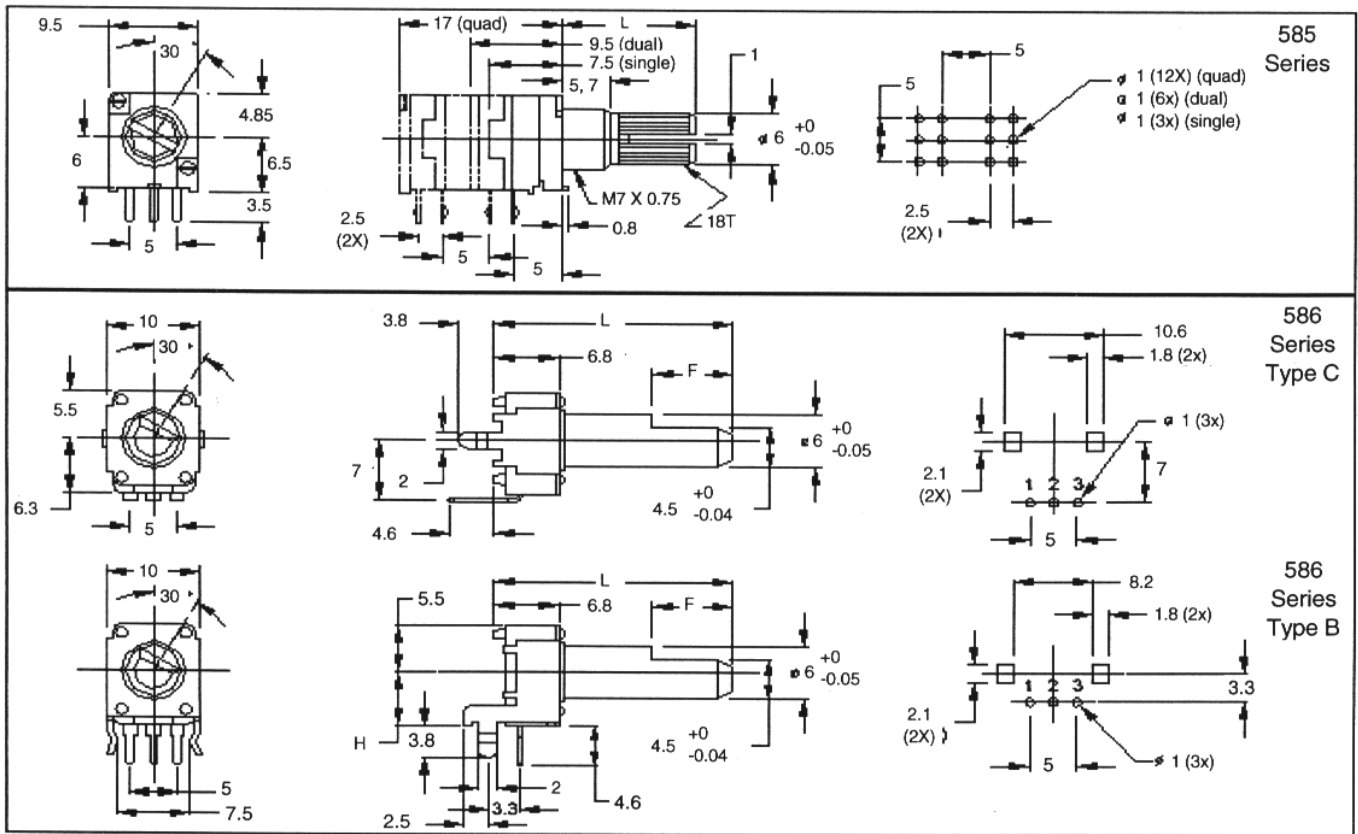 585
Series
9.5
30
4.85
6
6.5
3.5
5
17 (quad)
L
9.5 (dual)
7.5 (single)
5, 7
1
ø 6 +0 -0.05
M7 X 0.75
18T
0.8
2.5
(2X)
5
5
5
5
ø 1 (12X) (quad)
ø 1 (6x) (dual)
ø 1 (3x) (single)
2.5
(2X)
586
Series
Type C
10
30
5.5
6.3
5
3.8
L
6.8
F
7
2
4.6
ø 6 +0 -0.05
4.5 +0 -0.04
10.6
1.8 (2x)
ø 1 (3x)
2.1
(2X)
7
1 2 3
5
586
Series
Type B
10
30
5
7.5
L
5.5
6.8
F
H
3.8
2
3.3
2.5
4.6
ø 6 +0 -0.05
4.5 +0 -0.04
8.2
1.8 (2x)
3.3
2.1
(2X)
1 2 3
5
ø 1 (3x)